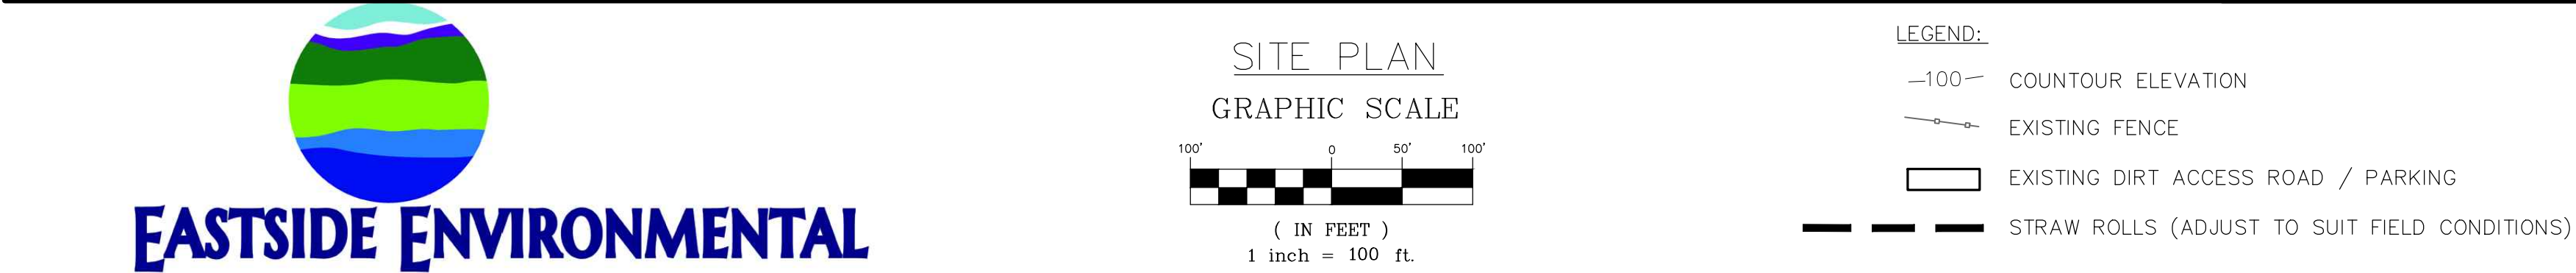 EASTSIDE ENVIRONMENTAL
SITE PLAN
GRAPHIC SCALE
100' 0 50' 100'
( IN FEET )
1 inch = 100 ft.
LEGEND:
100 COUNTOUR ELEVATION
EXISTING FENCE
EXISTING DIRT ACCESS ROAD / PARKING
STRAW ROLLS (ADJUST TO SUIT FIELD CONDITIONS)